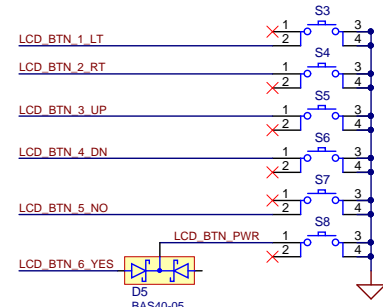 S3
1 3
LCD_BTN_1_LT 2 4
S4
LCD_BTN_2_RT 1 3
2 4
S5
LCD_BTN_3_UP 1 3
2 4
S6
LCD_BTN_4_DN 1 3
2 4
S7
1 3
LCD_BTN_5_NO 2 4
S8
LCD_BTN_PWR 1 3
2 4
LCD_BTN_6_YES
D5
BAS40-05